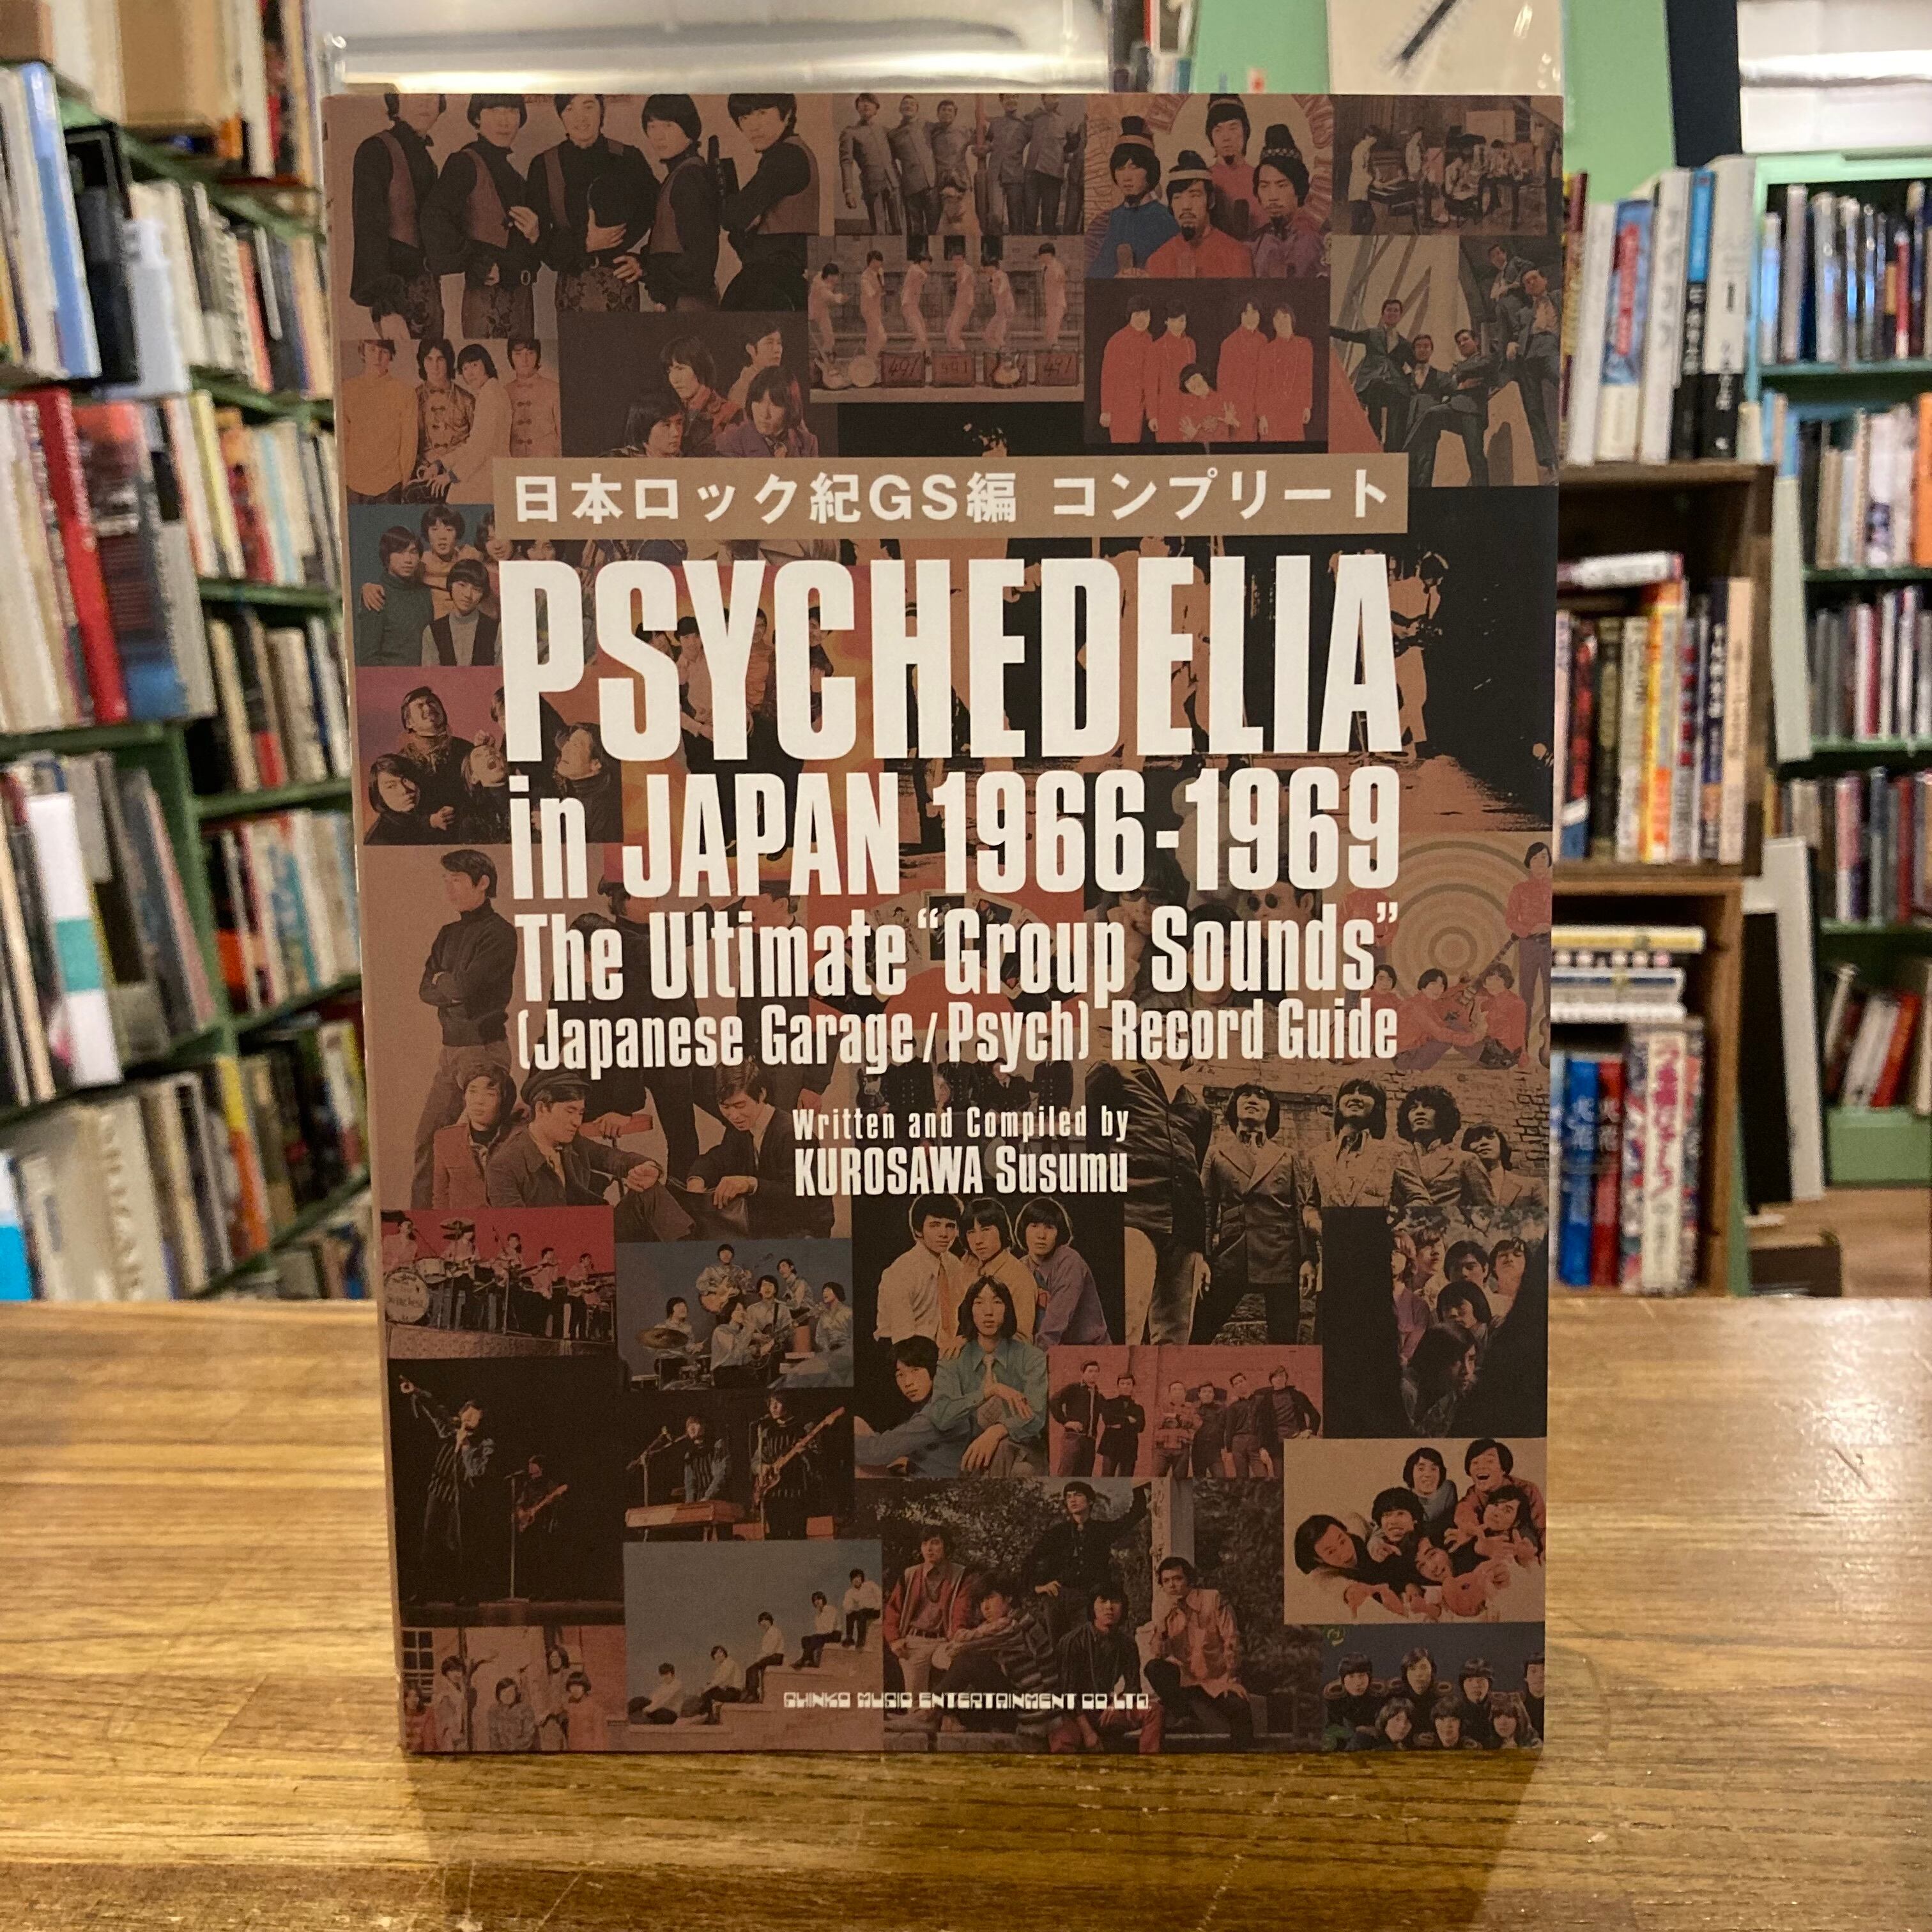 日本ロック紀GS編 コンプリート
PSYCHEDELIA
in JAPAN 1966-1969
The Ultimate “Group Sounds”
(Japanese Garage/Psych) Record Guide
Written and Compiled by
KUROSAWA Susumu
SHINKO MUSIC ENTERTAINMENT CO.,LTD.